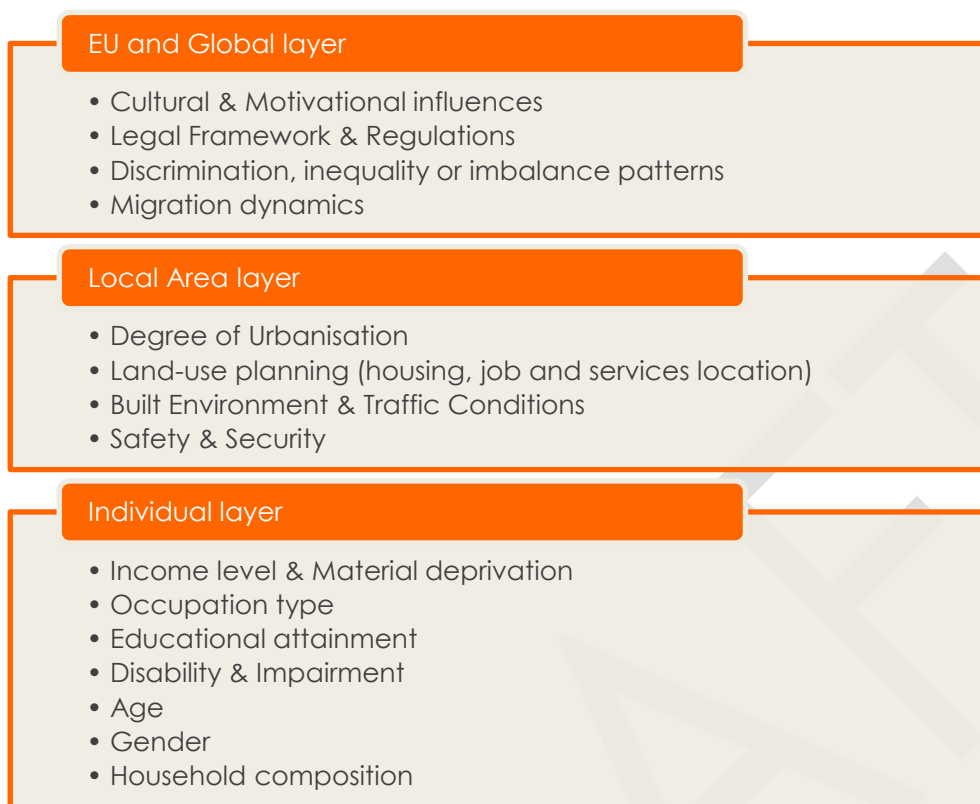 EU and Global layer
• Cultural & Motivational influences
• Legal Framework & Regulations
• Discrimination, inequality or imbalance patterns
• Migration dynamics
Local Area layer
• Degree of Urbanisation
• Land-use planning (housing, job and services location)
• Built Environment & Traffic Conditions
• Safety & Security
Individual layer
• Income level & Material deprivation
• Occupation type
• Educational attainment
• Disability & Impairment
• Age
• Gender
• Household composition